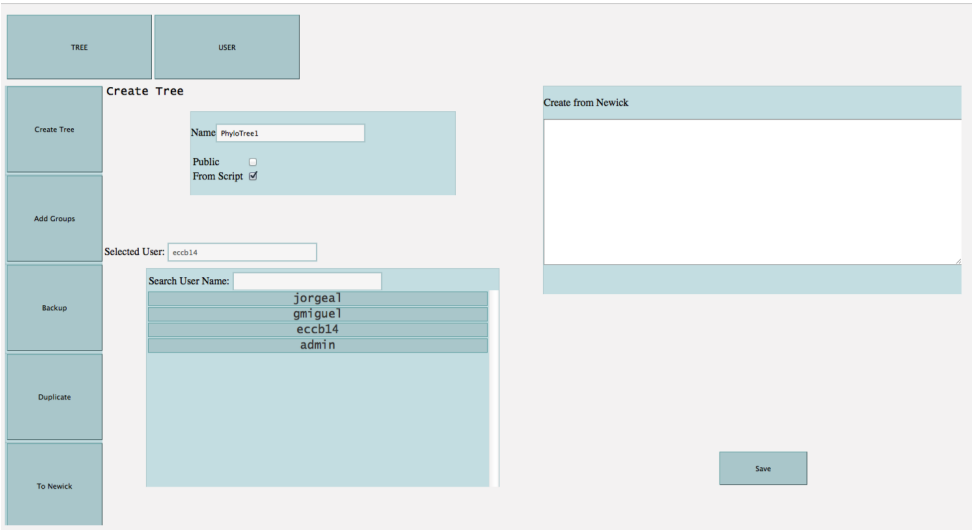 TREE
USER
Create Tree
Create Tree
Add Groups
Backup
Duplicate
To Newick
Name PhyloTree1
Public
From Script
Selected User: eccb14
Search User Name:
jorgeal
gmiguel
eccb14
admin
Create from Newick
Save